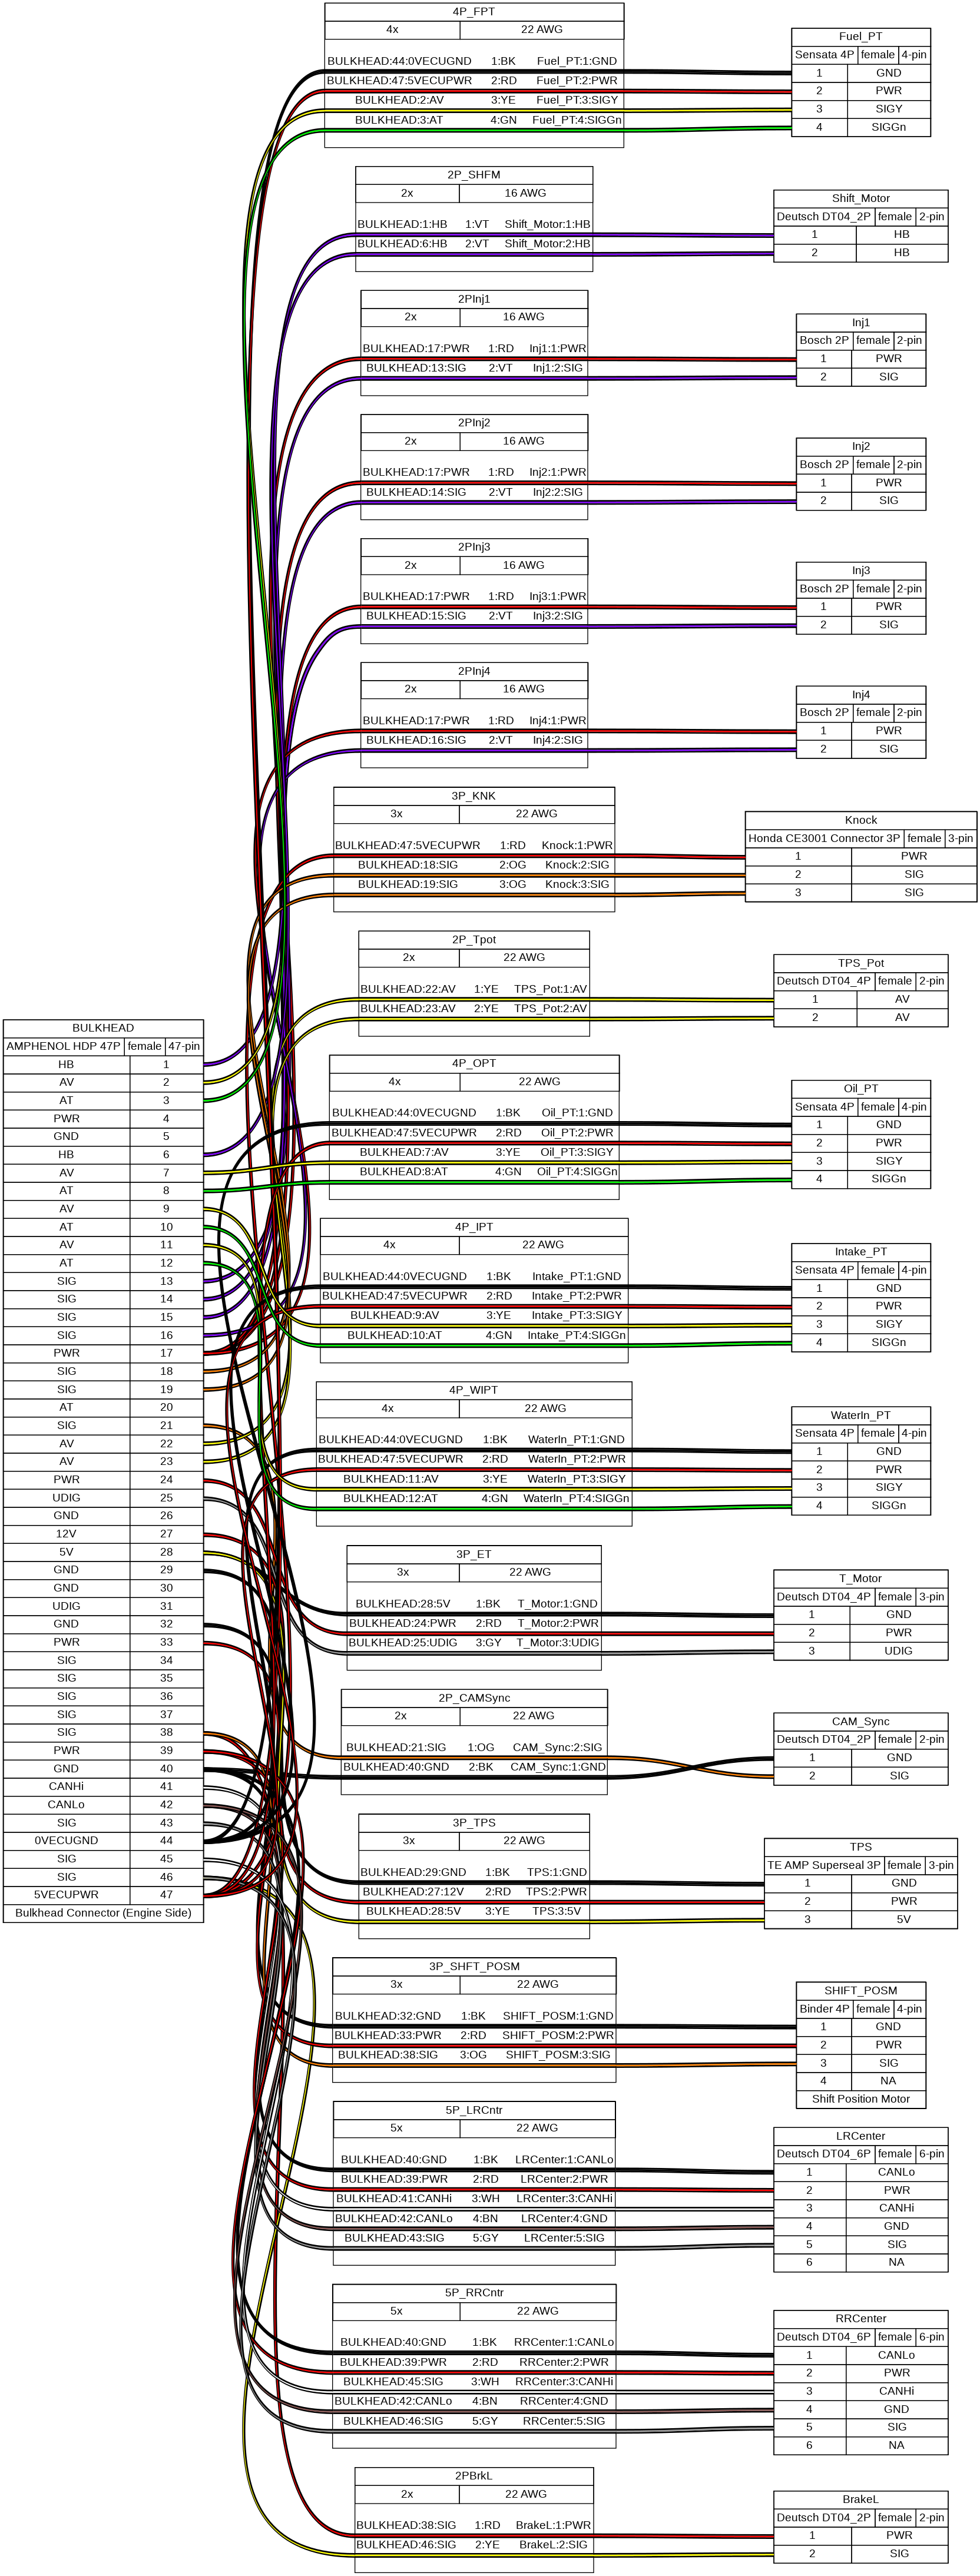 BULKHEAD
AMPHENOL HDP 47P female 47-pin
HB 1
AV 2
AT 3
PWR 4
GND 5
HB 6
AV 7
AT 8
AV 9
AT 10
AV 11
AT 12
SIG 13
SIG 14
SIG 15
SIG 16
PWR 17
SIG 18
SIG 19
AT 20
SIG 21
AV 22
AV 23
PWR 24
UDIG 25
GND 26
12V 27
5V 28
GND 29
GND 30
UDIG 31
GND 32
PWR 33
SIG 34
SIG 35
SIG 36
SIG 37
SIG 38
PWR 39
GND 40
CANHi 41
CANLo 42
SIG 43
0VECUGND 44
SIG 45
SIG 46
5VECUPWR 47
Bulkhead Connector (Engine Side)
4P_FPT
4x 22 AWG
BULKHEAD:44:0VECUGND 1:BK Fuel_PT:1:GND
BULKHEAD:47:5VECUPWR 2:RD Fuel_PT:2:PWR
BULKHEAD:2:AV 3:YE Fuel_PT:3:SIGY
BULKHEAD:3:AT 4:GN Fuel_PT:4:SIGGn
Fuel_PT
Sensata 4P female 4-pin
1 GND
2 PWR
3 SIGY
4 SIGGn
2P_SHFM
2x 16 AWG
BULKHEAD:1:HB 1:VT Shift_Motor:1:HB
BULKHEAD:6:HB 2:VT Shift_Motor:2:HB
Shift_Motor
Deutsch DT04_2P female 2-pin
1 HB
2 HB
2PInj1
2x 16 AWG
BULKHEAD:17:PWR 1:RD Inj1:1:PWR
BULKHEAD:13:SIG 2:VT Inj1:2:SIG
Inj1
Bosch 2P female 2-pin
1 PWR
2 SIG
2PInj2
2x 16 AWG
BULKHEAD:17:PWR 1:RD Inj2:1:PWR
BULKHEAD:14:SIG 2:VT Inj2:2:SIG
Inj2
Bosch 2P female 2-pin
1 PWR
2 SIG
2PInj3
2x 16 AWG
BULKHEAD:17:PWR 1:RD Inj3:1:PWR
BULKHEAD:15:SIG 2:VT Inj3:2:SIG
Inj3
Bosch 2P female 2-pin
1 PWR
2 SIG
2PInj4
2x 16 AWG
BULKHEAD:17:PWR 1:RD Inj4:1:PWR
BULKHEAD:16:SIG 2:VT Inj4:2:SIG
Inj4
Bosch 2P female 2-pin
1 PWR
2 SIG
3P_KNK
3x 22 AWG
BULKHEAD:47:5VECUPWR 1:RD Knock:1:PWR
BULKHEAD:18:SIG 2:OG Knock:2:SIG
BULKHEAD:19:SIG 3:OG Knock:3:SIG
Knock
Honda CE3001 Connector 3P female 3-pin
1 PWR
2 SIG
3 SIG
2P_Tpot
2x 22 AWG
BULKHEAD:22:AV 1:YE TPS_Pot:1:AV
BULKHEAD:23:AV 2:YE TPS_Pot:2:AV
TPS_Pot
Deutsch DT04_4P female 2-pin
1 AV
2 AV
4P_OPT
4x 22 AWG
BULKHEAD:44:0VECUGND 1:BK Oil_PT:1:GND
BULKHEAD:47:5VECUPWR 2:RD Oil_PT:2:PWR
BULKHEAD:7:AV 3:YE Oil_PT:3:SIGY
BULKHEAD:8:AT 4:GN Oil_PT:4:SIGGn
Oil_PT
Sensata 4P female 4-pin
1 GND
2 PWR
3 SIGY
4 SIGGn
4P_IPT
4x 22 AWG
BULKHEAD:44:0VECUGND 1:BK Intake_PT:1:GND
BULKHEAD:47:5VECUPWR 2:RD Intake_PT:2:PWR
BULKHEAD:9:AV 3:YE Intake_PT:3:SIGY
BULKHEAD:10:AT 4:GN Intake_PT:4:SIGGn
Intake_PT
Sensata 4P female 4-pin
1 GND
2 PWR
3 SIGY
4 SIGGn
4P_WIPT
4x 22 AWG
BULKHEAD:44:0VECUGND 1:BK WaterIn_PT:1:GND
BULKHEAD:47:5VECUPWR 2:RD WaterIn_PT:2:PWR
BULKHEAD:11:AV 3:YE WaterIn_PT:3:SIGY
BULKHEAD:12:AT 4:GN WaterIn_PT:4:SIGGn
WaterIn_PT
Sensata 4P female 4-pin
1 GND
2 PWR
3 SIGY
4 SIGGn
3P_ET
3x 22 AWG
BULKHEAD:28:5V 1:BK T_Motor:1:GND
BULKHEAD:24:PWR 2:RD T_Motor:2:PWR
BULKHEAD:25:UDIG 3:GY T_Motor:3:UDIG
T_Motor
Deutsch DT04_4P female 3-pin
1 GND
2 PWR
3 UDIG
2P_CAMSync
2x 22 AWG
BULKHEAD:21:SIG 1:OG CAM_Sync:2:SIG
BULKHEAD:40:GND 2:BK CAM_Sync:1:GND
CAM_Sync
Deutsch DT04_2P female 2-pin
1 GND
2 SIG
3P_TPS
3x 22 AWG
BULKHEAD:29:GND 1:BK TPS:1:GND
BULKHEAD:27:12V 2:RD TPS:2:PWR
BULKHEAD:28:5V 3:YE TPS:3:5V
TPS
TE AMP Superseal 3P female 3-pin
1 GND
2 PWR
3 5V
3P_SHFT_POSM
3x 22 AWG
BULKHEAD:32:GND 1:BK SHIFT_POSM:1:GND
BULKHEAD:33:PWR 2:RD SHIFT_POSM:2:PWR
BULKHEAD:38:SIG 3:OG SHIFT_POSM:3:SIG
SHIFT_POSM
Binder 4P female 4-pin
1 GND
2 PWR
3 SIG
4 NA
Shift Position Motor
5P_LRCntr
5x 22 AWG
BULKHEAD:40:GND 1:BK LRCenter:1:CANLo
BULKHEAD:39:PWR 2:RD LRCenter:2:PWR
BULKHEAD:41:CANHi 3:WH LRCenter:3:CANHi
BULKHEAD:42:CANLo 4:BN LRCenter:4:GND
BULKHEAD:43:SIG 5:GY LRCenter:5:SIG
LRCenter
Deutsch DT04_6P female 6-pin
1 CANLo
2 PWR
3 CANHi
4 GND
5 SIG
6 NA
5P_RRCntr
5x 22 AWG
BULKHEAD:40:GND 1:BK RRCenter:1:CANLo
BULKHEAD:39:PWR 2:RD RRCenter:2:PWR
BULKHEAD:45:SIG 3:WH RRCenter:3:CANHi
BULKHEAD:42:CANLo 4:BN RRCenter:4:GND
BULKHEAD:46:SIG 5:GY RRCenter:5:SIG
RRCenter
Deutsch DT04_6P female 6-pin
1 CANLo
2 PWR
3 CANHi
4 GND
5 SIG
6 NA
2PBrkL
2x 22 AWG
BULKHEAD:38:SIG 1:RD BrakeL:1:PWR
BULKHEAD:46:SIG 2:YE BrakeL:2:SIG
BrakeL
Deutsch DT04_2P female 2-pin
1 PWR
2 SIG